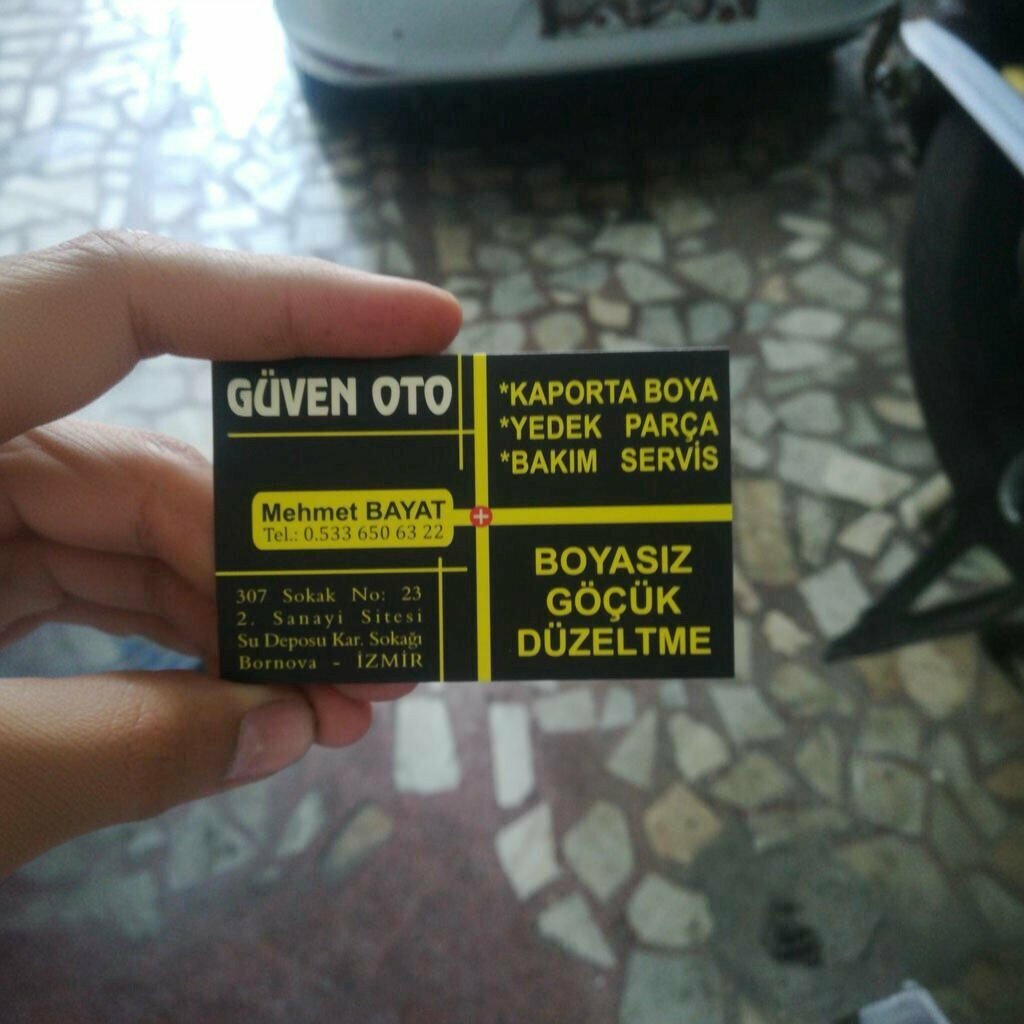 GÜVEN OTO
Mehmet BAYAT
Tel.: 0.533 650 63 22
307 Sokak No: 23
2. Sanayi Sitesi
Su Deposu Kar. Sokağı
Bornova - İZMİR
*KAPORTA BOYA
*YEDEK PARÇA
*BAKIM SERVİS
BOYASIZ
GÖÇÜK
DÜZELTME